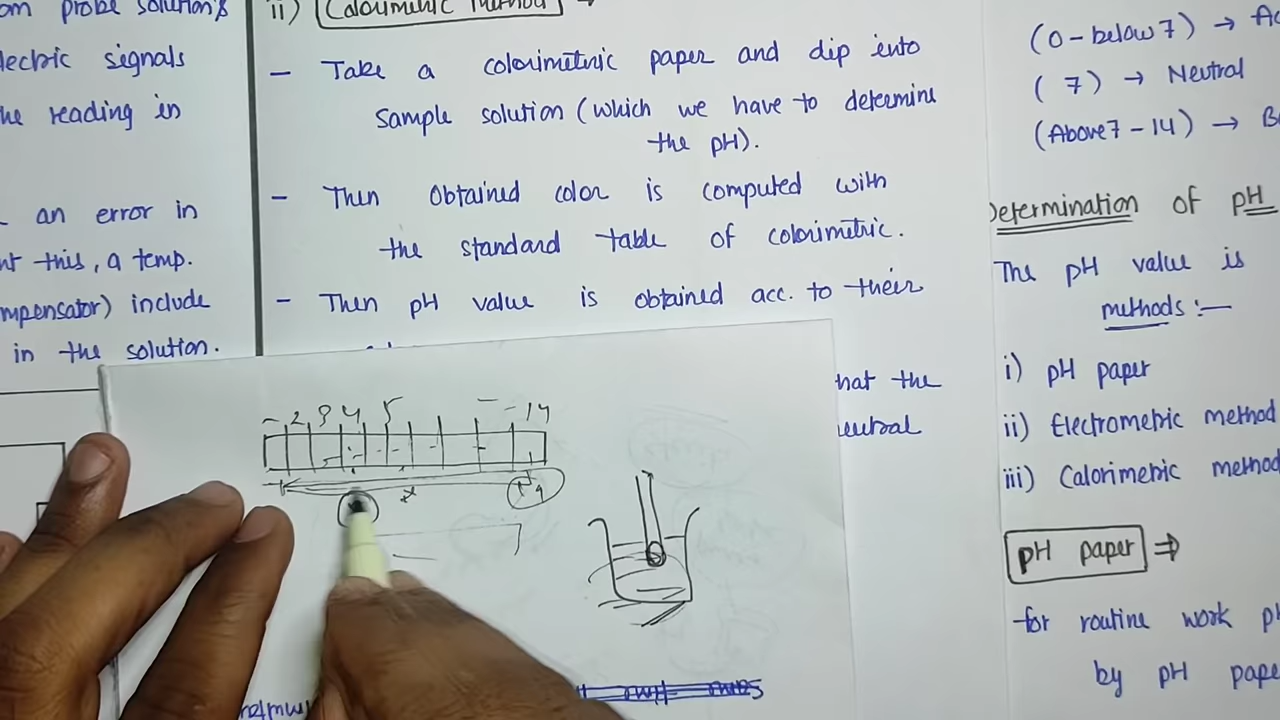 om probe solution's
lectric signals
he reading in
an error in
nt this, a temp.
mpensator) include
in the solution.
ii) Calorimetric Method →
- Take a colorimetric paper and dip into
Sample solution (which we have to determine
the pH).
- Then obtained color is computed with
the standard table of colorimetric.
- Then pH value is obtained acc. to their
hat the
neutral
- 2 3 4 5 - - 14
(0 - below 7) → Ac
( 7 ) → Neutral
(Above 7 - 14) → B
Determination of pH
The pH value is
methods :-
i) pH paper
ii) Electrometric method
iii) Calorimetric method
pH paper ⇒
for routine work pH
by pH pape